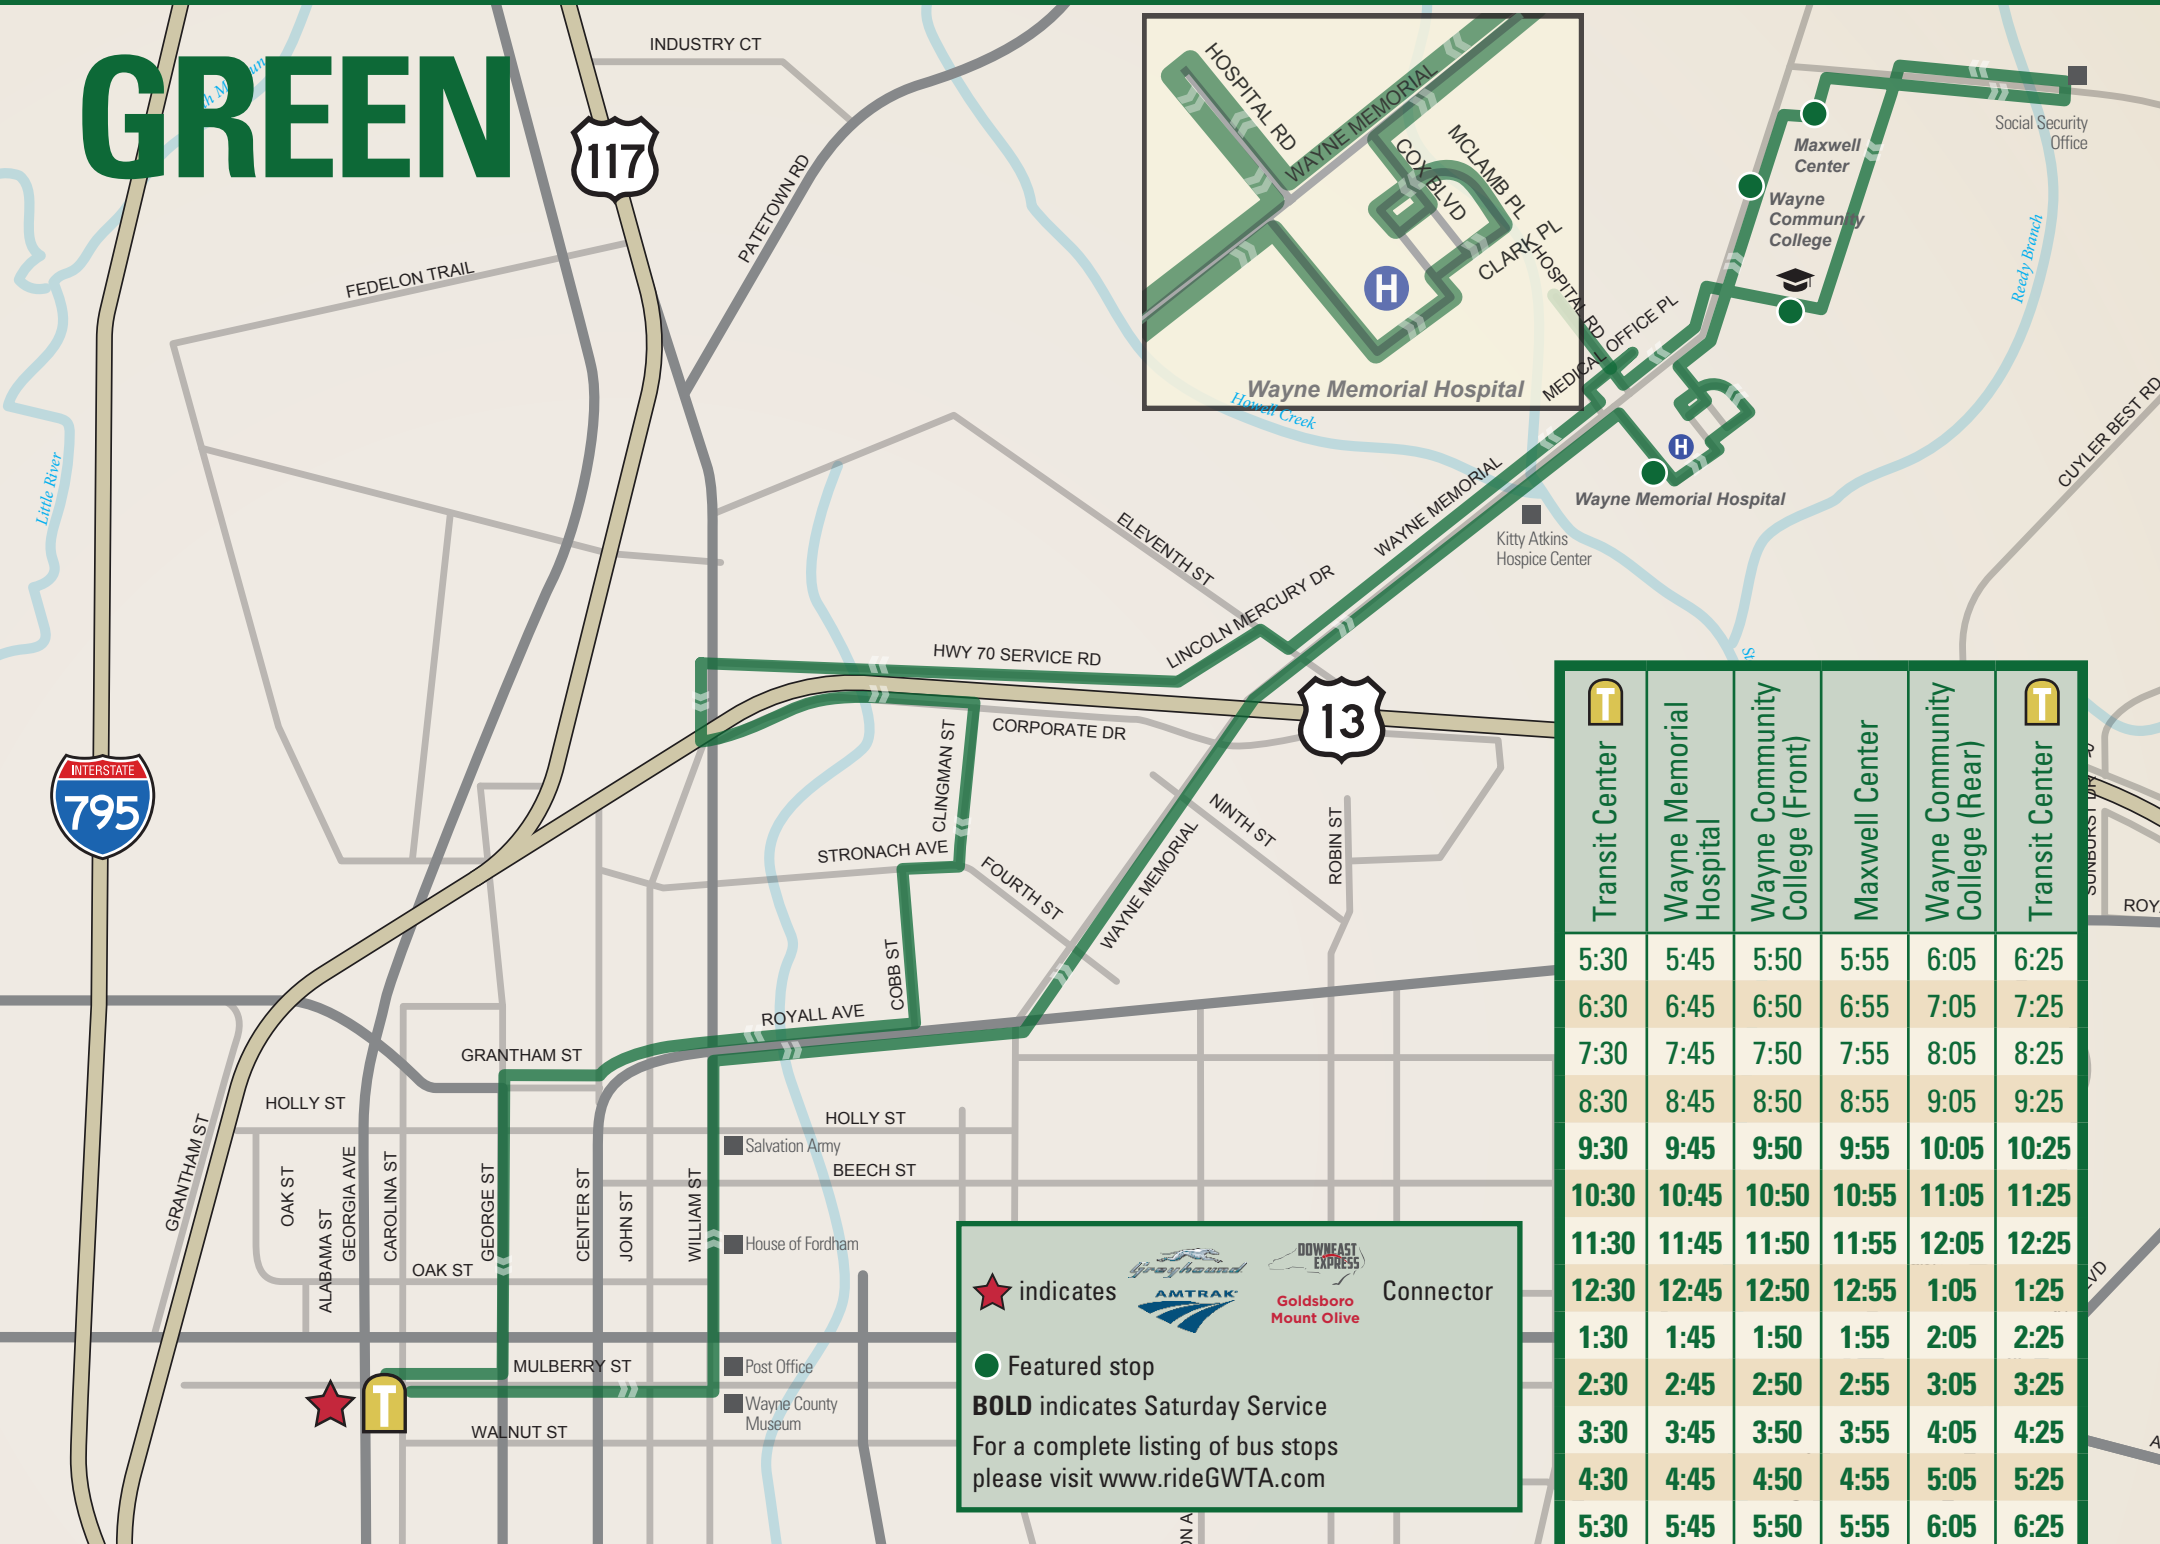 GREEN
INDUSTRY CT
117
PATETOWN RD
FEDELON TRAIL
Little River
HOSPITAL RD
WAYNE MEMORIAL
COX BLVD
MCLAMB PL
CLARK PL
H
Wayne Memorial Hospital
Howell Creek
HOSPITAL RD
MEDICAL OFFICE PL
Social Security
Office
Maxwell
Center
Wayne
Community
College
Reedy Branch
CUYLER BEST RD
H
Wayne Memorial Hospital
Kitty Atkins
Hospice Center
WAYNE MEMORIAL
ELEVENTH ST
LINCOLN MERCURY DR
HWY 70 SERVICE RD
CORPORATE DR
13
St
INTERSTATE
795
CLINGMAN ST
STRONACH AVE
FOURTH ST
NINTH ST
ROBIN ST
WAYNE MEMORIAL
COBB ST
ROYALL AVE
GRANTHAM ST
HOLLY ST
HOLLY ST
Salvation Army
BEECH ST
GRANTHAM ST
OAK ST
ALABAMA ST
GEORGIA AVE
CAROLINA ST
GEORGE ST
CENTER ST
JOHN ST
WILLIAM ST
House of Fordham
OAK ST
MULBERRY ST
Post Office
T
Wayne County
Museum
WALNUT ST
SUNBURST DR
ROY
VD
ON A
A
indicates Greyhound AMTRAK DOWNEAST EXPRESS Goldsboro Mount Olive Connector
Featured stop
BOLD indicates Saturday Service
For a complete listing of bus stops
please visit www.rideGWTA.com
T T
Transit Center Wayne Memorial Hospital Wayne Community College (Front) Maxwell Center Wayne Community College (Rear) Transit Center
5:30 5:45 5:50 5:55 6:05 6:25
6:30 6:45 6:50 6:55 7:05 7:25
7:30 7:45 7:50 7:55 8:05 8:25
8:30 8:45 8:50 8:55 9:05 9:25
9:30 9:45 9:50 9:55 10:05 10:25
10:30 10:45 10:50 10:55 11:05 11:25
11:30 11:45 11:50 11:55 12:05 12:25
12:30 12:45 12:50 12:55 1:05 1:25
1:30 1:45 1:50 1:55 2:05 2:25
2:30 2:45 2:50 2:55 3:05 3:25
3:30 3:45 3:50 3:55 4:05 4:25
4:30 4:45 4:50 4:55 5:05 5:25
5:30 5:45 5:50 5:55 6:05 6:25